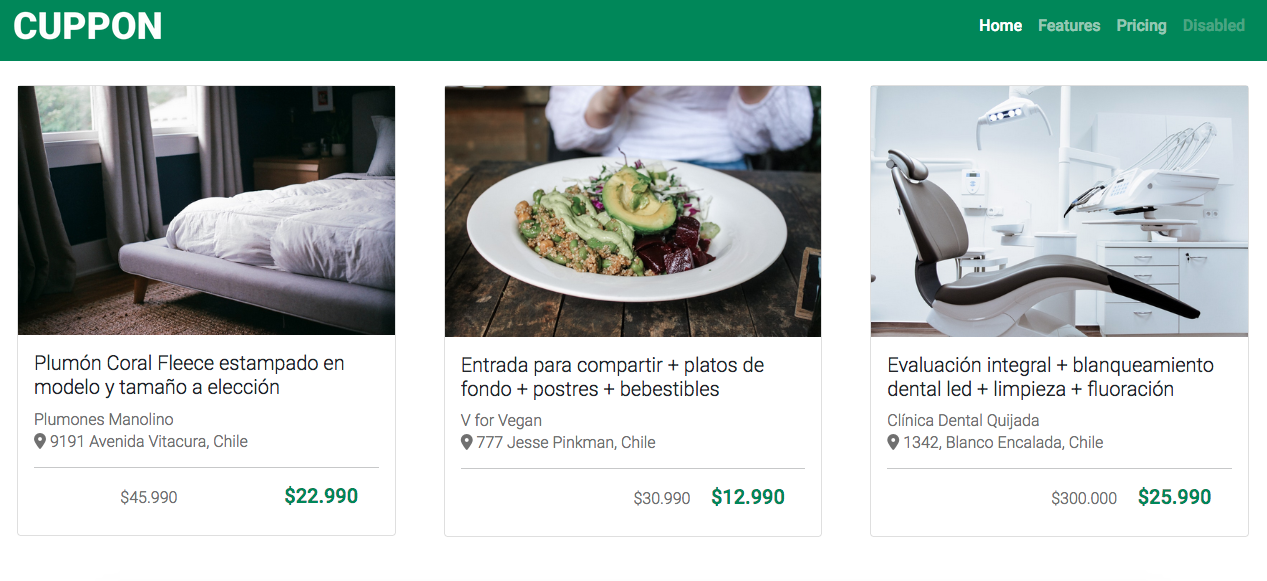 CUPPON
Home Features Pricing Disabled
Plumón Coral Fleece estampado en
modelo y tamaño a elección
Plumones Manolino
9191 Avenida Vitacura, Chile
$45.990 $22.990
Entrada para compartir + platos de
fondo + postres + bebestibles
V for Vegan
777 Jesse Pinkman, Chile
$30.990 $12.990
Evaluación integral + blanqueamiento
dental led + limpieza + fluoración
Clínica Dental Quijada
1342, Blanco Encalada, Chile
$300.000 $25.990